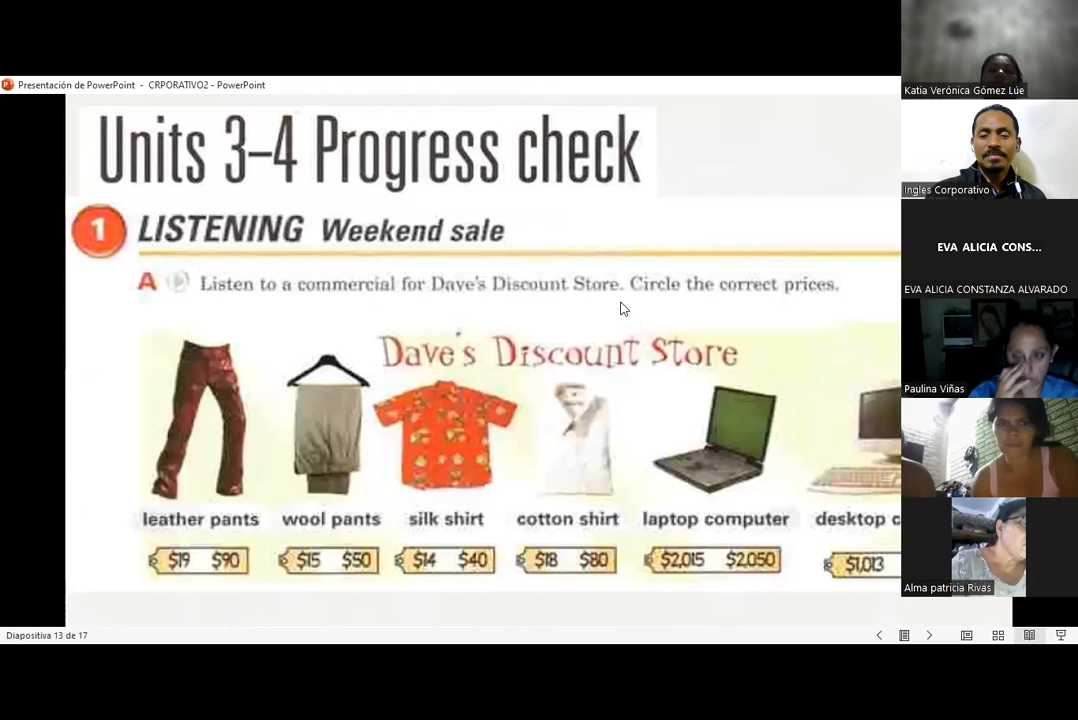 Presentación de PowerPoint - CRPORATIVO2 - PowerPoint
Units 3-4 Progress check
1 LISTENING Weekend sale
A Listen to a commercial for Dave's Discount Store. Circle the correct prices.
Dave's Discount Store
leather pants wool pants silk shirt cotton shirt laptop computer desktop c
$19 $90 $15 $50 $14 $40 $18 $80 $2,015 $2,050 $1,013
Diapositiva 13 de 17
Katia Verónica Gómez Lúe
Ingles Corporativo
EVA ALICIA CONS...
EVA ALICIA CONSTANZA ALVARADO
Paulina Viñas
Alma patricia Rivas